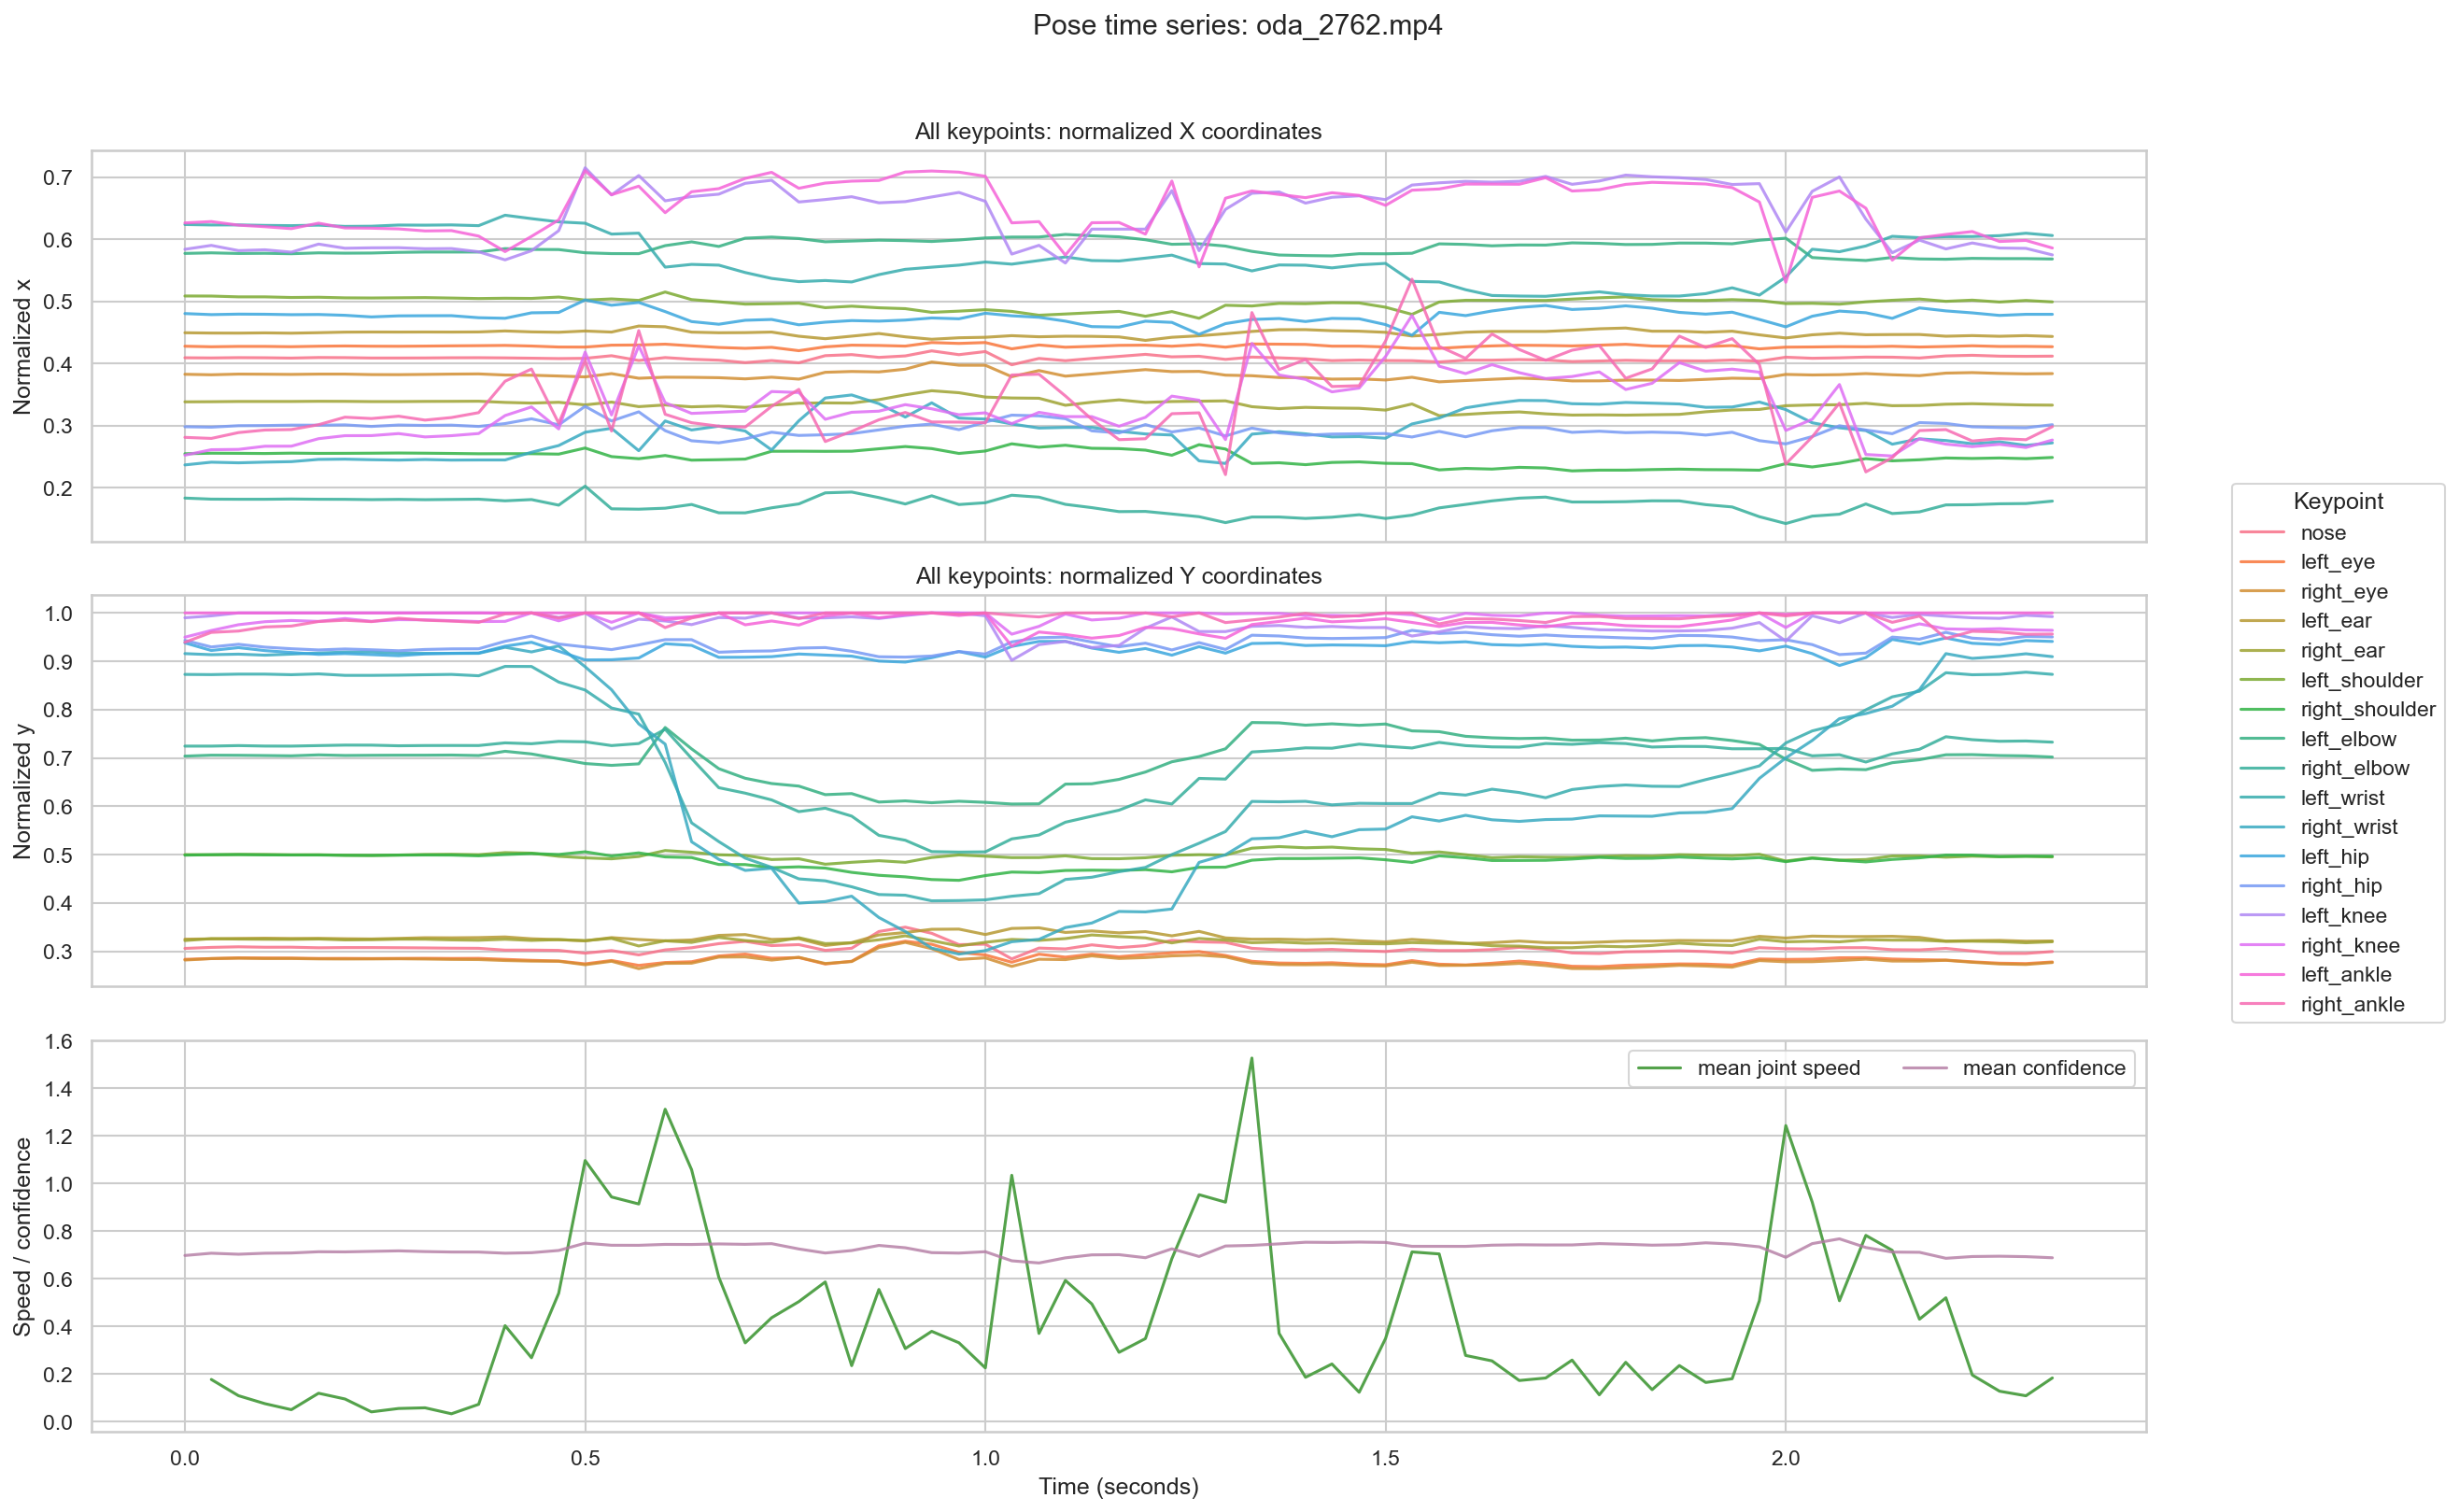 Pose time series: oda_2762.mp4
All keypoints: normalized X coordinates
Normalized x
0.7
0.6
0.5
0.4
0.3
0.2
All keypoints: normalized Y coordinates
Normalized y
1.0
0.9
0.8
0.7
0.6
0.5
0.4
0.3
Keypoint
nose
left_eye
right_eye
left_ear
right_ear
left_shoulder
right_shoulder
left_elbow
right_elbow
left_wrist
right_wrist
left_hip
right_hip
left_knee
right_knee
left_ankle
right_ankle
Speed / confidence
1.6
1.4
1.2
1.0
0.8
0.6
0.4
0.2
0.0
mean joint speed mean confidence
0.0 0.5 1.0 1.5 2.0
Time (seconds)